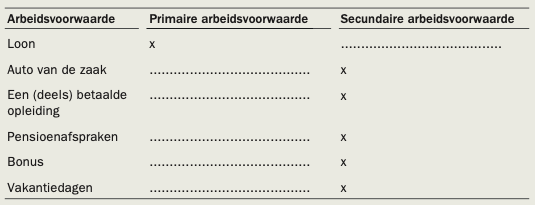 Arbeidsvoorwaarde Primaire arbeidsvoorwaarde Secundaire arbeidsvoorwaarde
Loon x ........................................
Auto van de zaak ........................................ x
Een (deels) betaalde ........................................ x
opleiding
Pensioenafspraken ........................................ x
Bonus ........................................ x
Vakantiedagen ........................................ x